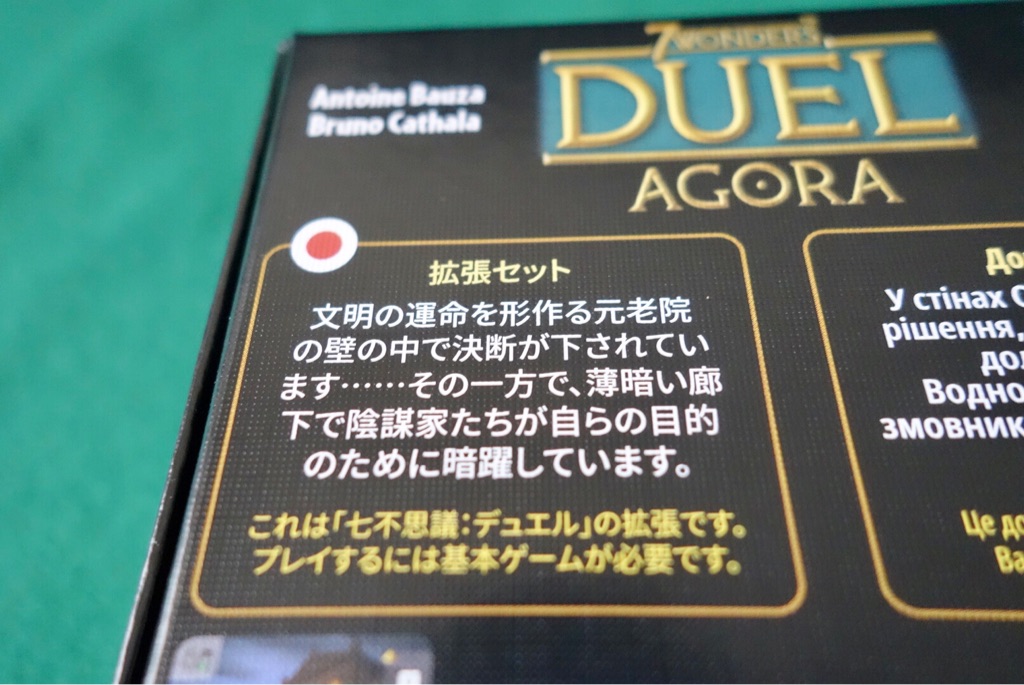 Antoine Bauza
Bruno Cathala
7 WONDERS
DUEL
AGORA
拡張セット
文明の運命を形作る元老院
の壁の中で決断が下されてい
ます……その一方で、薄暗い廊
下で陰謀家たちが自らの目的
のために暗躍しています。
これは「七不思議:デュエル」の拡張です。
プレイするには基本ゲームが必要です。
До
У стінах
рішення,
дол
Водно
змовник
Це до
Ва